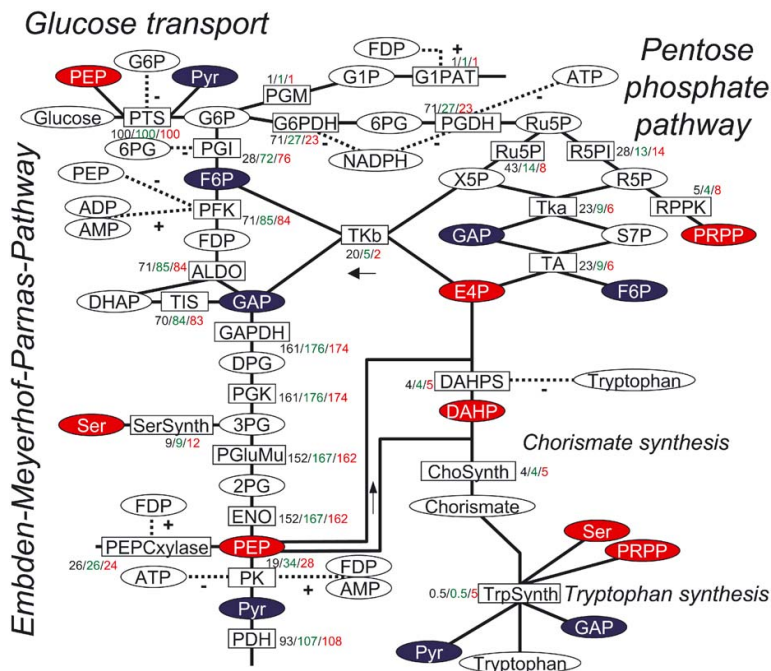 Glucose transport
FDP
+
1/1/1
G6P
PEP
Pyr
1/1/1
G1P
G1PAT
Pentose
phosphate
pathway
ATP
PGM
-
-
Glucose
PTS
G6P
G6PDH
6PG
71/27/23
PGDH
Ru5P
100/100/100
71/27/23
6PG
PGI
28/72/76
-
-
NADPH
Ru5P
43/14/8
R5PI
28/13/14
PEP
-
F6P
X5P
R5P
5/4/8
RPPK
ADP
AMP
+
PFK
71/85/84
TKb
20/5/2
Tka
23/9/6
GAP
S7P
PRPP
FDP
71/85/84
ALDO
TA
23/9/6
DHAP
TIS
GAP
E4P
F6P
70/84/83
GAPDH
161/176/174
DPG
4/4/5
DAHPS
-
Tryptophan
PGK
161/176/174
DAHP
Ser
SerSynth
9/9/12
3PG
Chorismate synthesis
PGluMu
152/167/162
ChoSynth
4/4/5
2PG
Chorismate
FDP
+
ENO
152/167/162
Ser
PEPCxylase
26/26/24
PEP
PRPP
19/34/28
ATP
-
PK
+
FDP
AMP
0.5/0.5/5
TrpSynth
Tryptophan synthesis
Pyr
GAP
Pyr
PDH
93/107/108
Tryptophan
Embden-Meyerhof-Parnas-Pathway